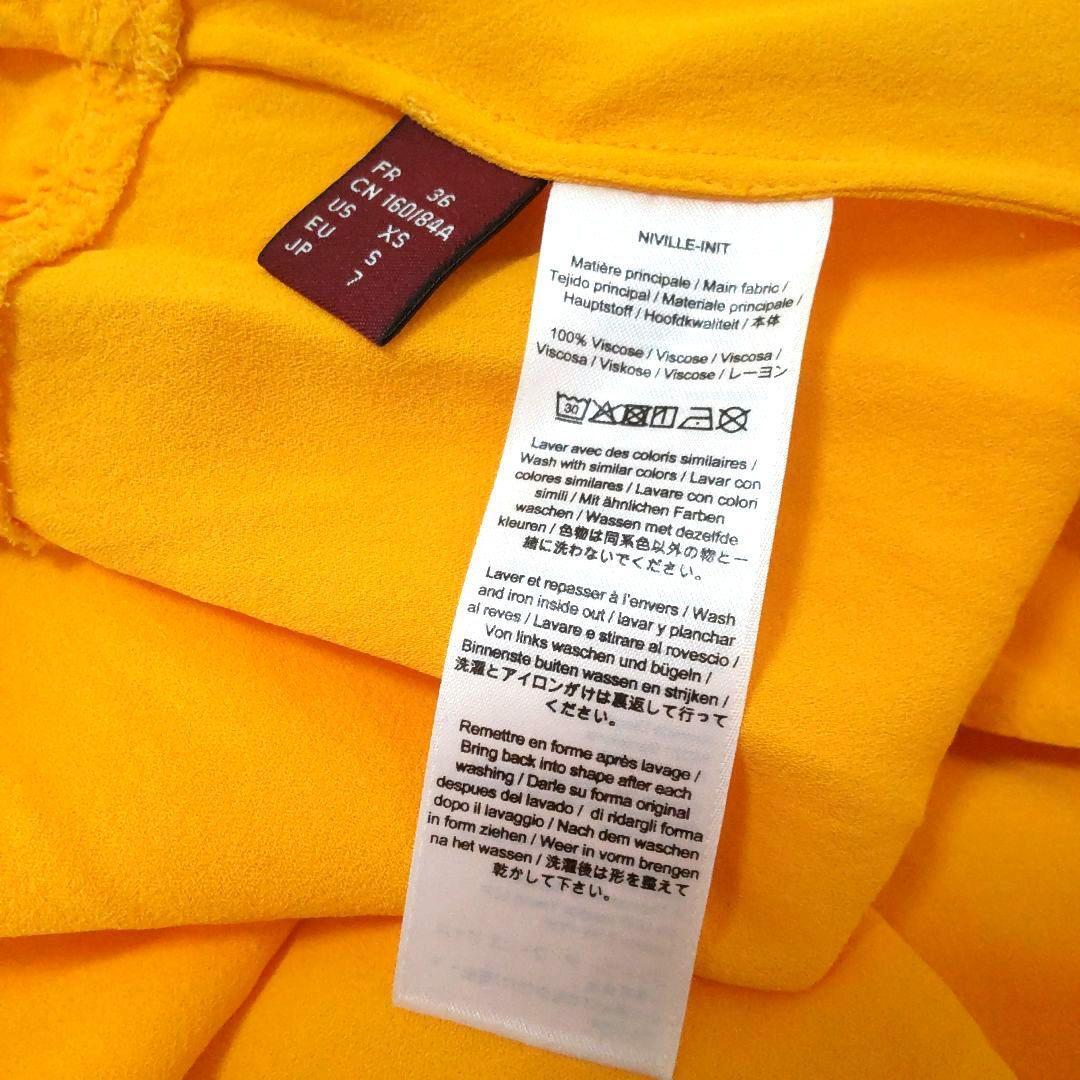 FR 36
CN 160/84A
US XS
EU S
JP 7
NIVILLE-INIT
Matière principale / Main fabric /
Tejido principal / Materiale principale /
Hauptstoff / Hoofdkwaliteit / 本体
100% Viscose / Viscose / Viscosa /
Viscosa / Viskose / Viscose / レーヨン
30
Laver avec des coloris similaires /
Wash with similar colors / Lavar con
colores similares / Lavare con colori
simili / Mit ähnlichen Farben
waschen / Wassen met dezelfde
kleuren / 色物は同系色以外の物と一
緒に洗わないでください。
Laver et repasser à l'envers / Wash
and iron inside out / lavar y planchar
al reves / Lavare e stirare al rovescio /
Von links waschen und bügeln /
Binnenste buiten wassen en strijken /
洗濯とアイロンがけは裏返して行って
ください。
Remettre en forme après lavage /
Bring back into shape after each
washing / Darle su forma original
despues del lavado / di ridargli forma
dopo il lavaggio / Nach dem waschen
in form ziehen / Weer in vorm brengen
na het wassen / 洗濯後は形を整えて
乾かして下さい。